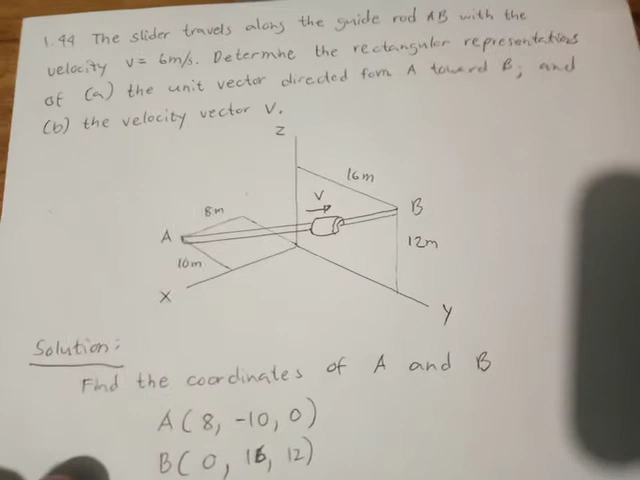 1.44 The slider travels along the guide rod AB with the
velocity v = 6m/s. Determine the rectangular representations
of (a) the unit vector directed form A toward B; and
(b) the velocity vector V.
Z
16m
V
B
8m
A
12m
10m
X
Y
Solution:
Find the coordinates of A and B
A(8, -10, 0)
B(0, 16, 12)